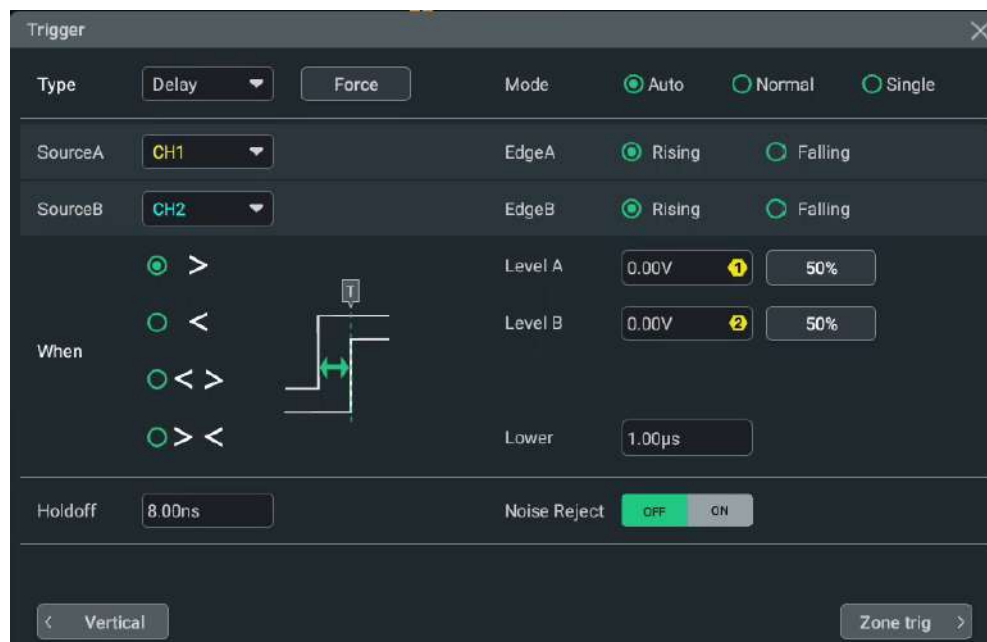 Trigger
Type Delay Force Mode Auto Normal Single
SourceA CH1 EdgeA Rising Falling
SourceB CH2 EdgeB Rising Falling
> Level A 0.00V 1 50%
T
< Level B 0.00V 2 50%
When
< >
> < Lower 1.00μs
Holdoff 8.00ns Noise Reject OFF ON
< Vertical Zone trig >